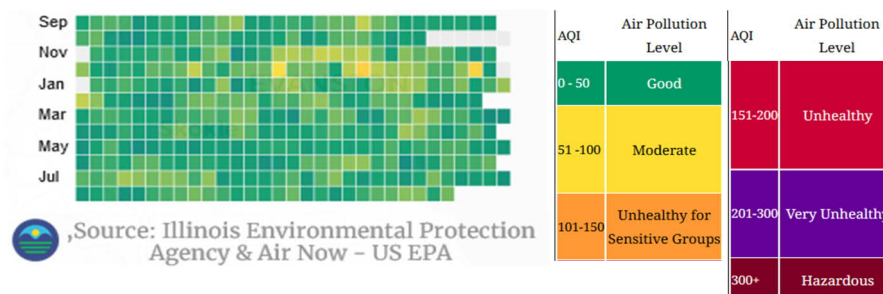 Sep
Nov
Jan
Mar
May
Jul
,Source: Illinois Environmental Protection
Agency & Air Now - US EPA
AQI
Air Pollution
Level
0 - 50
Good
51 -100
Moderate
101-150
Unhealthy for
Sensitive Groups
AQI
Air Pollution
Level
151-200
Unhealthy
201-300
Very Unhealthy
300+
Hazardous